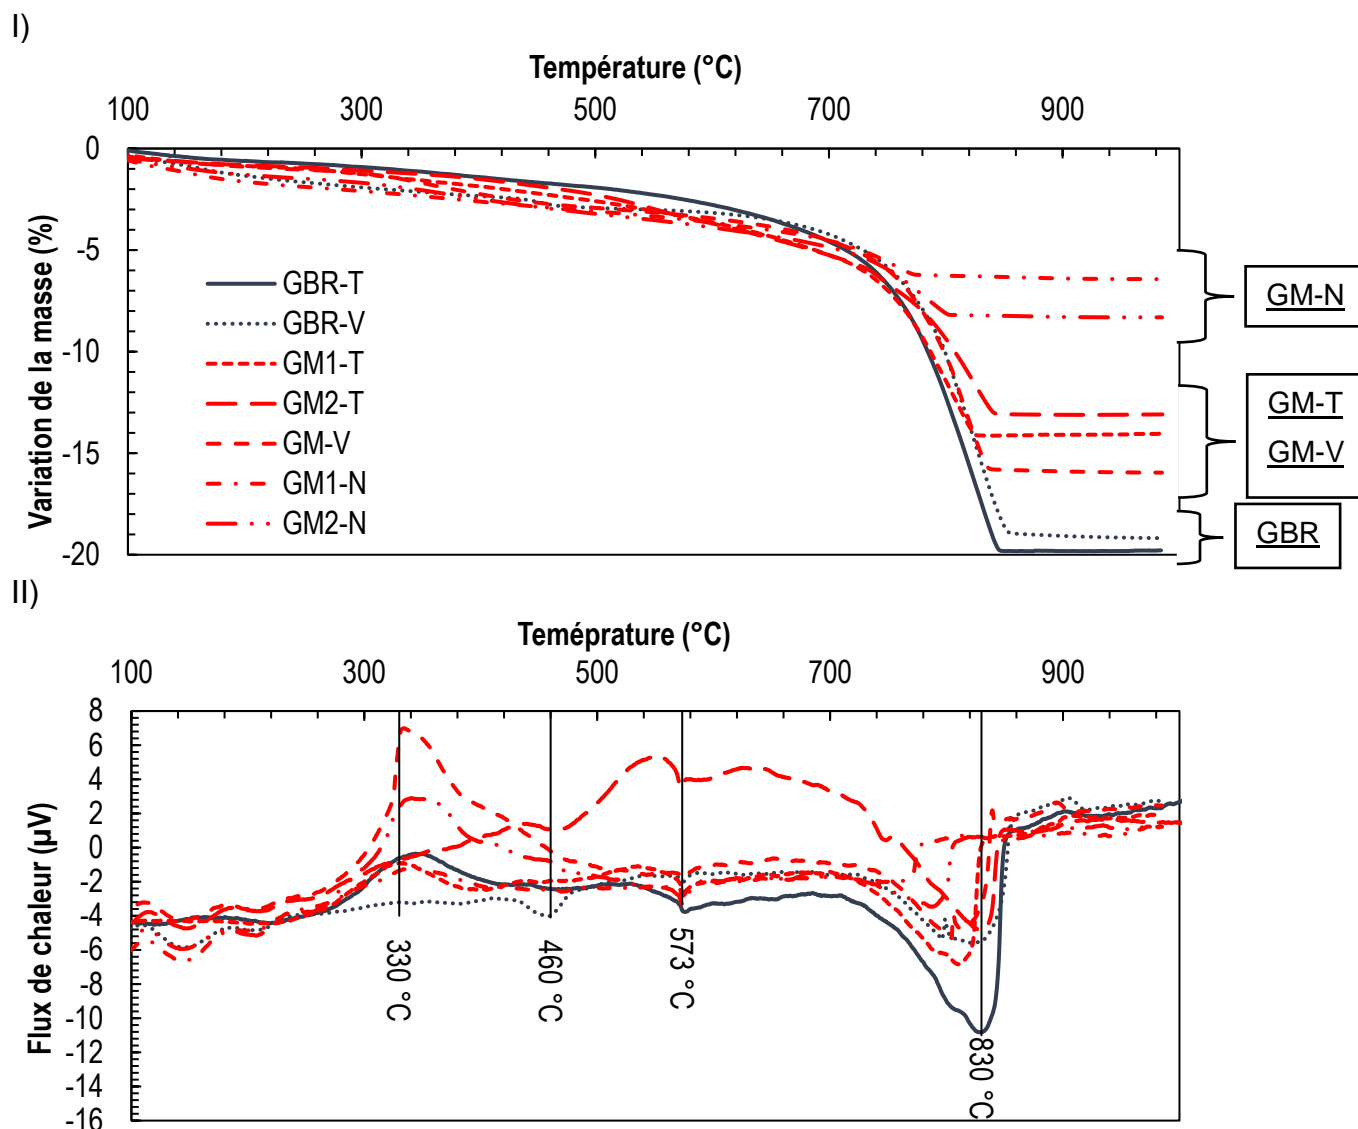 I)
Température (°C)
100 300 500 700 900
Variation de la masse (%)
0
-5
-10
-15
-20
GBR-T
GBR-V
GM1-T
GM2-T
GM-V
GM1-N
GM2-N
GM-N
GM-T
GM-V
GBR
II)
Teméprature (°C)
100 300 500 700 900
Flux de chaleur (µV)
8
6
4
2
0
-2
-4
-6
-8
-10
-12
-14
-16
330 °C
460 °C
573 °C
830 °C